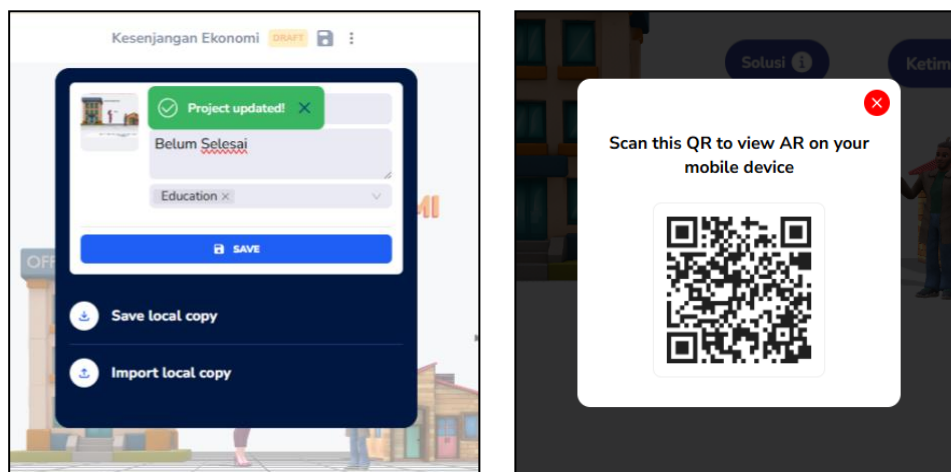 Kesenjangan Ekonomi DRAFT
Project updated!
Belum Selesai
Education
SAVE
OFF
MI
Save local copy
Import local copy
Solusi
Ketim
Scan this QR to view AR on your
mobile device